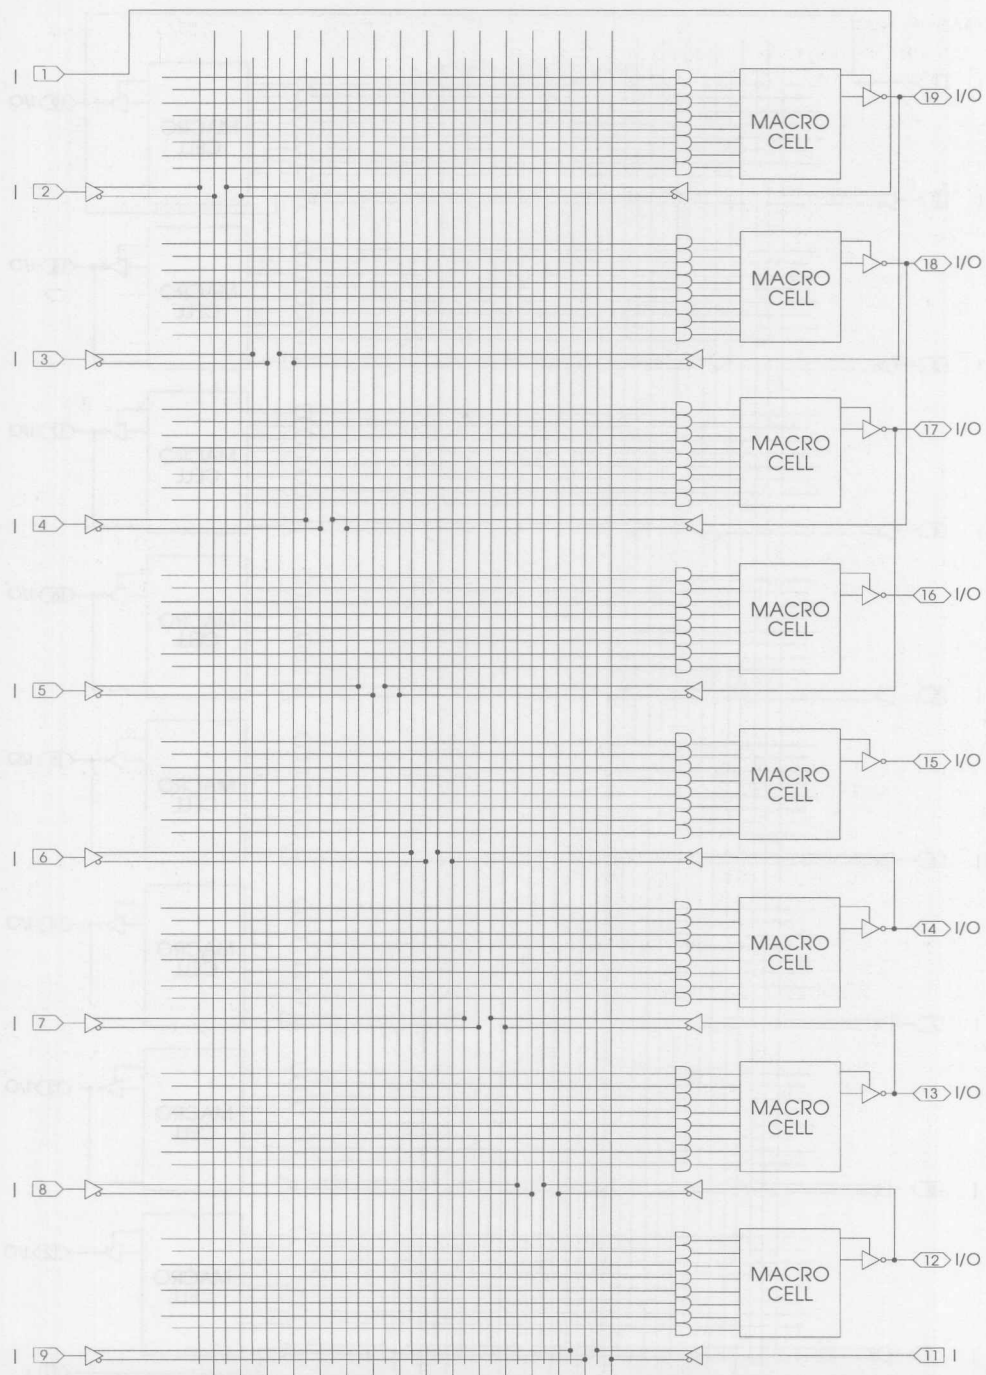 I 1
19 I/O
MACRO
CELL
I 2
18 I/O
MACRO
CELL
I 3
17 I/O
MACRO
CELL
I 4
16 I/O
MACRO
CELL
I 5
15 I/O
MACRO
CELL
I 6
14 I/O
MACRO
CELL
I 7
13 I/O
MACRO
CELL
I 8
12 I/O
MACRO
CELL
I 9
11 I